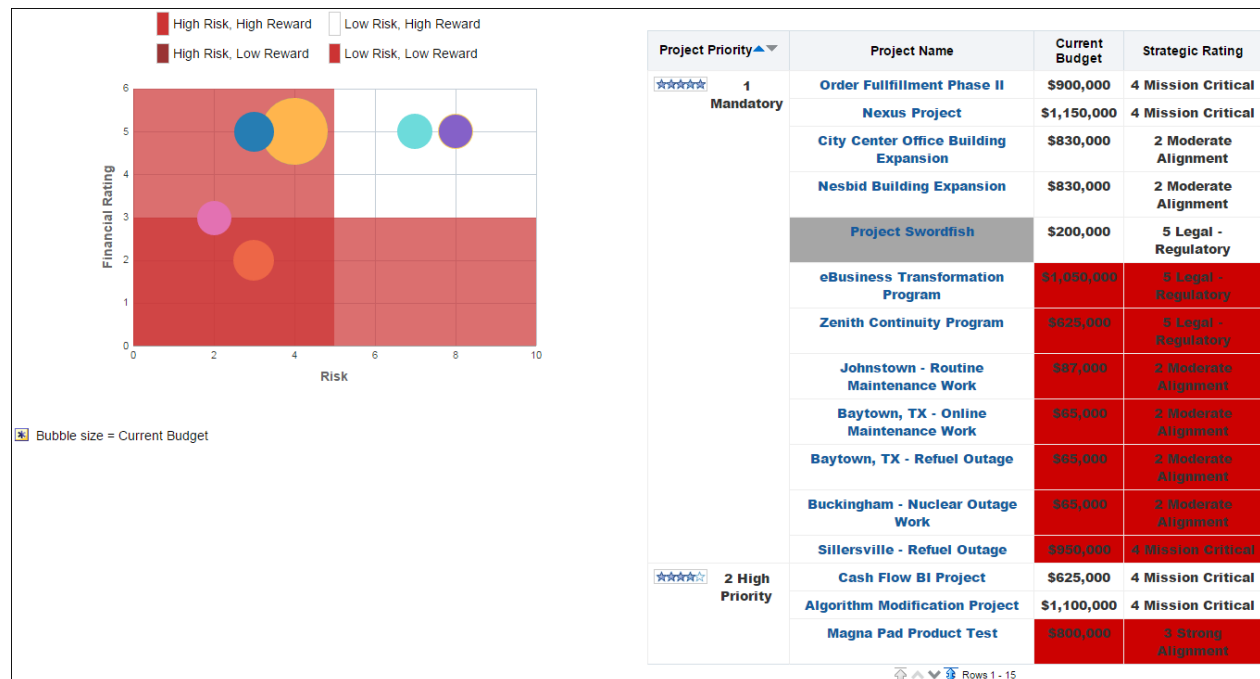 High Risk, High Reward
Low Risk, High Reward
High Risk, Low Reward
Low Risk, Low Reward
6
5
4
3
2
1
0
0
2
4
6
8
10
Financial Rating
Risk
Bubble size = Current Budget
Project Priority
Project Name
Current
Budget
Strategic Rating
1
Mandatory
Order Fullfillment Phase II
$900,000
4 Mission Critical
Nexus Project
$1,150,000
4 Mission Critical
City Center Office Building
Expansion
$830,000
2 Moderate
Alignment
Nesbid Building Expansion
$830,000
2 Moderate
Alignment
Project Swordfish
$200,000
5 Legal -
Regulatory
eBusiness Transformation
Program
$1,050,000
5 Legal -
Regulatory
Zenith Continuity Program
$625,000
5 Legal -
Regulatory
Johnstown - Routine
Maintenance Work
$87,000
2 Moderate
Alignment
Baytown, TX - Online
Maintenance Work
$65,000
2 Moderate
Alignment
Baytown, TX - Refuel Outage
$65,000
2 Moderate
Alignment
Buckingham - Nuclear Outage
Work
$65,000
2 Moderate
Alignment
Sillersville - Refuel Outage
$950,000
4 Mission Critical
2 High
Priority
Cash Flow BI Project
$625,000
4 Mission Critical
Algorithm Modification Project
$1,100,000
4 Mission Critical
Magna Pad Product Test
$800,000
3 Strong
Alignment
Rows 1 - 15